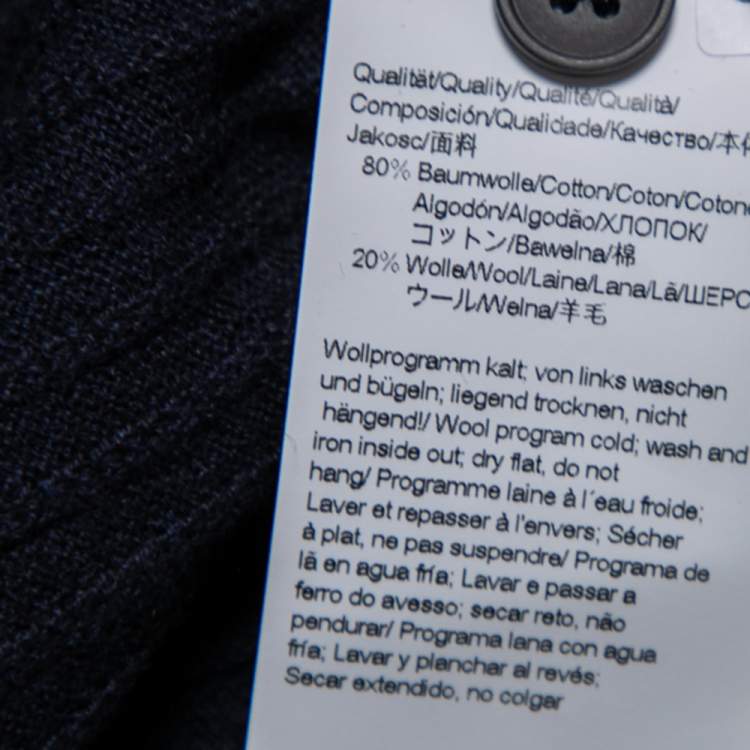 Qualität/Quality/Qualité/Qualità/
Composición/Qualidade/Качество/本体
Jakosc/面料
80% Baumwolle/Cotton/Coton/Cotone
Algodón/Algodão/ХЛОПОК/
コットン/Bawelna/棉
20% Wolle/Wool/Laine/Lana/Lã/ШЕРС
ウール/Welna/羊毛
Wollprogramm kalt; von links waschen
und bügeln; liegend trocknen, nicht
hängend!/ Wool program cold; wash and
iron inside out; dry flat, do not
hang/ Programme laine à l´eau froide;
Laver et repasser à l'envers; Sécher
à plat, ne pas suspendre/ Programa de
lã en agua fría; Lavar e passar a
ferro do avesso; secar reto, não
pendurar/ Programa lana con agua
fría; Lavar y planchar al revés;
Secar extendido, no colgar